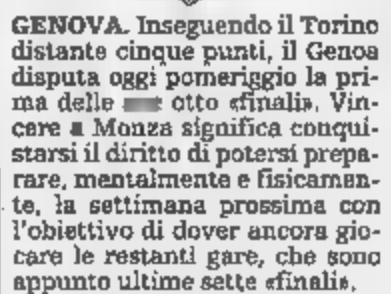 GENOVA. Inseguendo il Torino
distante cinque punti, il Genoa
disputa oggi pomeriggio la pri-
ma delle otto «finali». Vin-
cere a Monza significa conqui-
starsi il diritto di potersi prepa-
rare, mentalmente e fisicamen-
te, la settimana prossima con
l'obiettivo di dover ancora gio-
care le restanti gare, che sono
appunto ultime sette «finali».